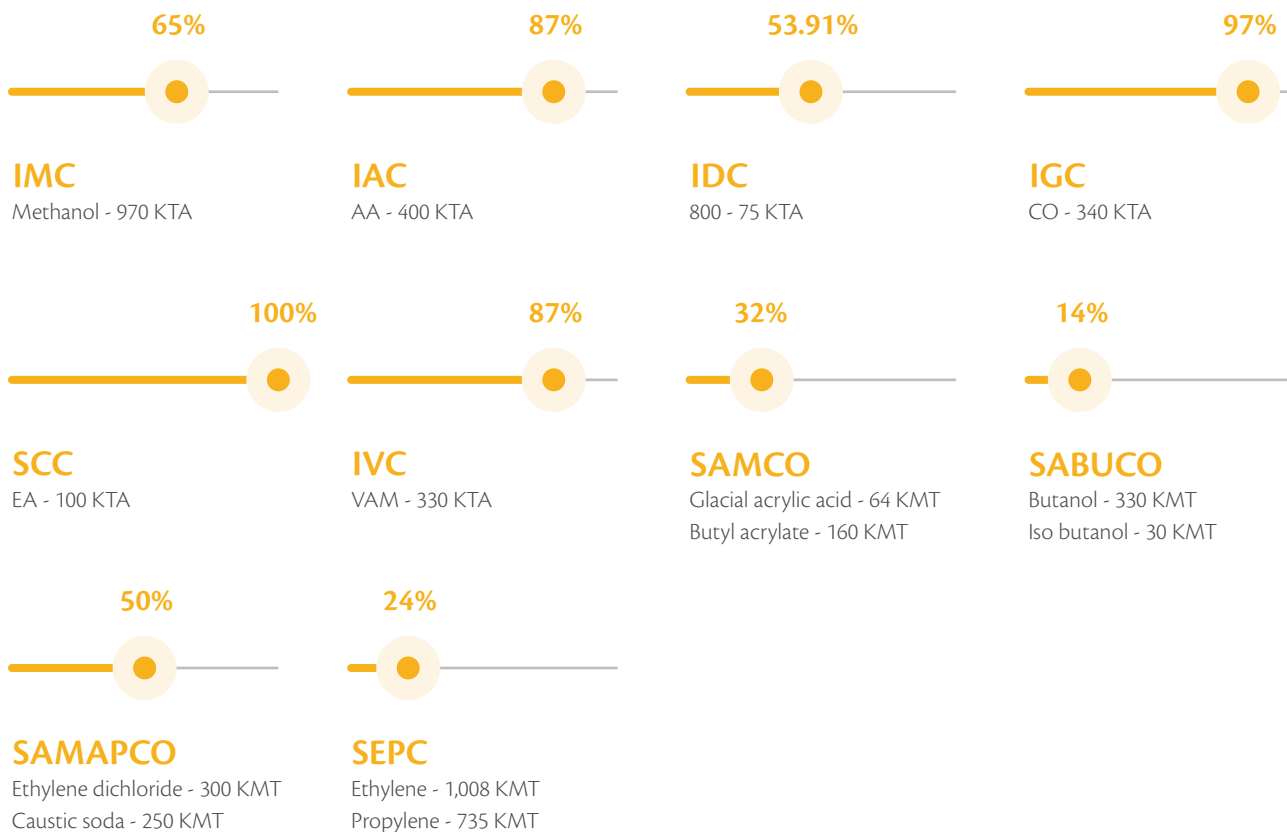 65%
87%
53.91%
97%
IMC
Methanol - 970 KTA
IAC
AA - 400 KTA
IDC
800 - 75 KTA
IGC
CO - 340 KTA
100%
87%
32%
14%
SCC
EA - 100 KTA
IVC
VAM - 330 KTA
SAMCO
Glacial acrylic acid - 64 KMT
Butyl acrylate - 160 KMT
SABUCO
Butanol - 330 KMT
Iso butanol - 30 KMT
50%
24%
SAMAPCO
Ethylene dichloride - 300 KMT
Caustic soda - 250 KMT
SEPC
Ethylene - 1,008 KMT
Propylene - 735 KMT